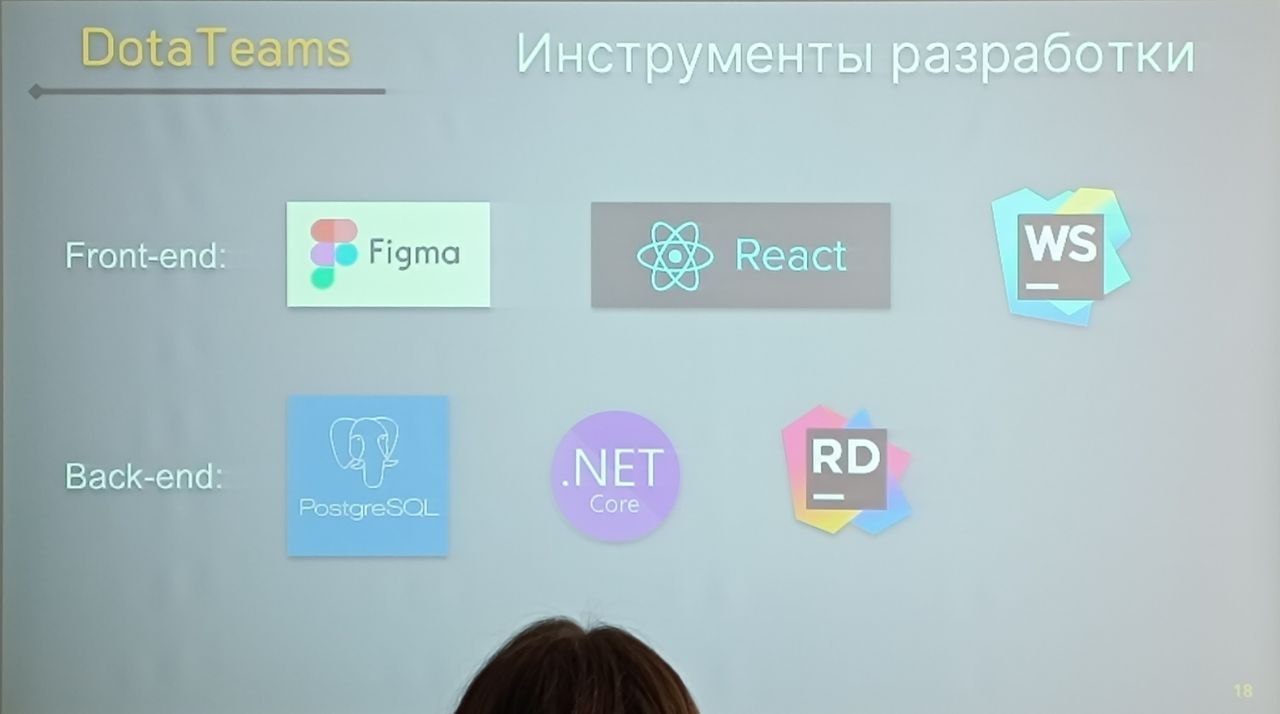 DotaTeams
Инструменты разработки
Front-end:
Figma
React
WS
Back-end:
PostgreSQL
.NET
Core
RD
18